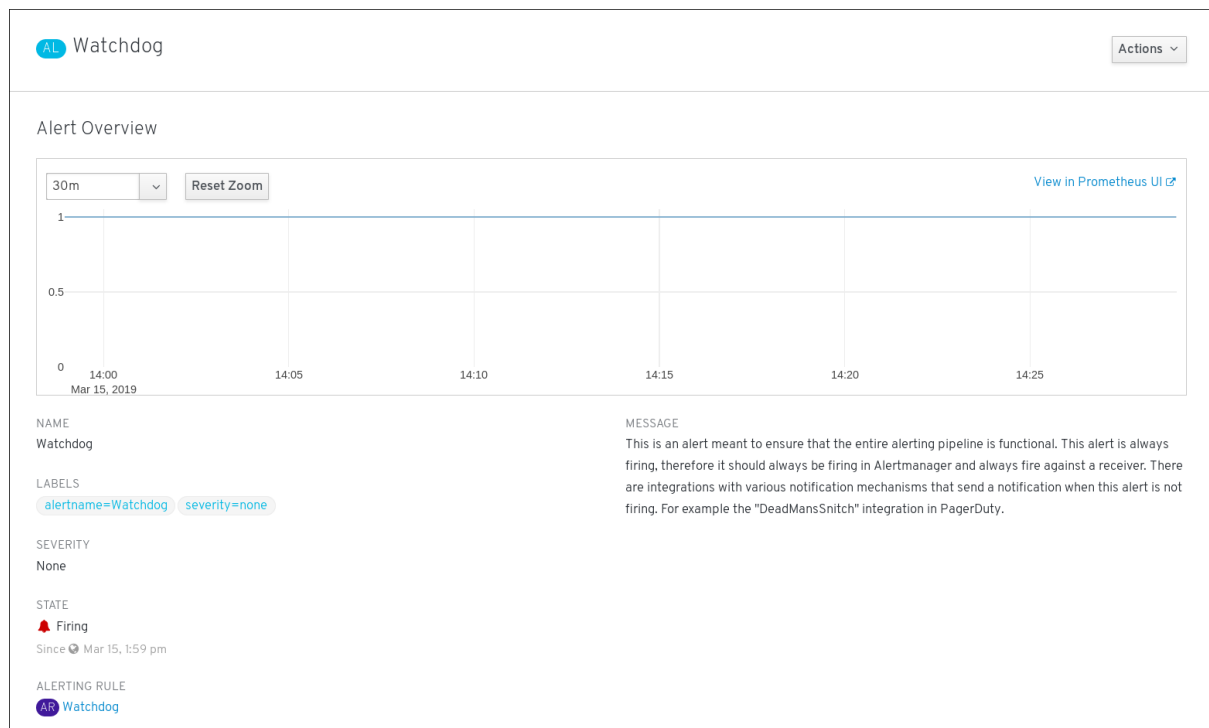 AL Watchdog
Actions
Alert Overview
30m
Reset Zoom
View in Prometheus UI
1
0.5
0
14:00 14:05 14:10 14:15 14:20 14:25
Mar 15, 2019
NAME
Watchdog
LABELS
alertname=Watchdog severity=none
SEVERITY
None
STATE
Firing
Since Mar 15, 1:59 pm
ALERTING RULE
AR Watchdog
MESSAGE
This is an alert meant to ensure that the entire alerting pipeline is functional. This alert is always
firing, therefore it should always be firing in Alertmanager and always fire against a receiver. There
are integrations with various notification mechanisms that send a notification when this alert is not
firing. For example the "DeadMansSnitch" integration in PagerDuty.